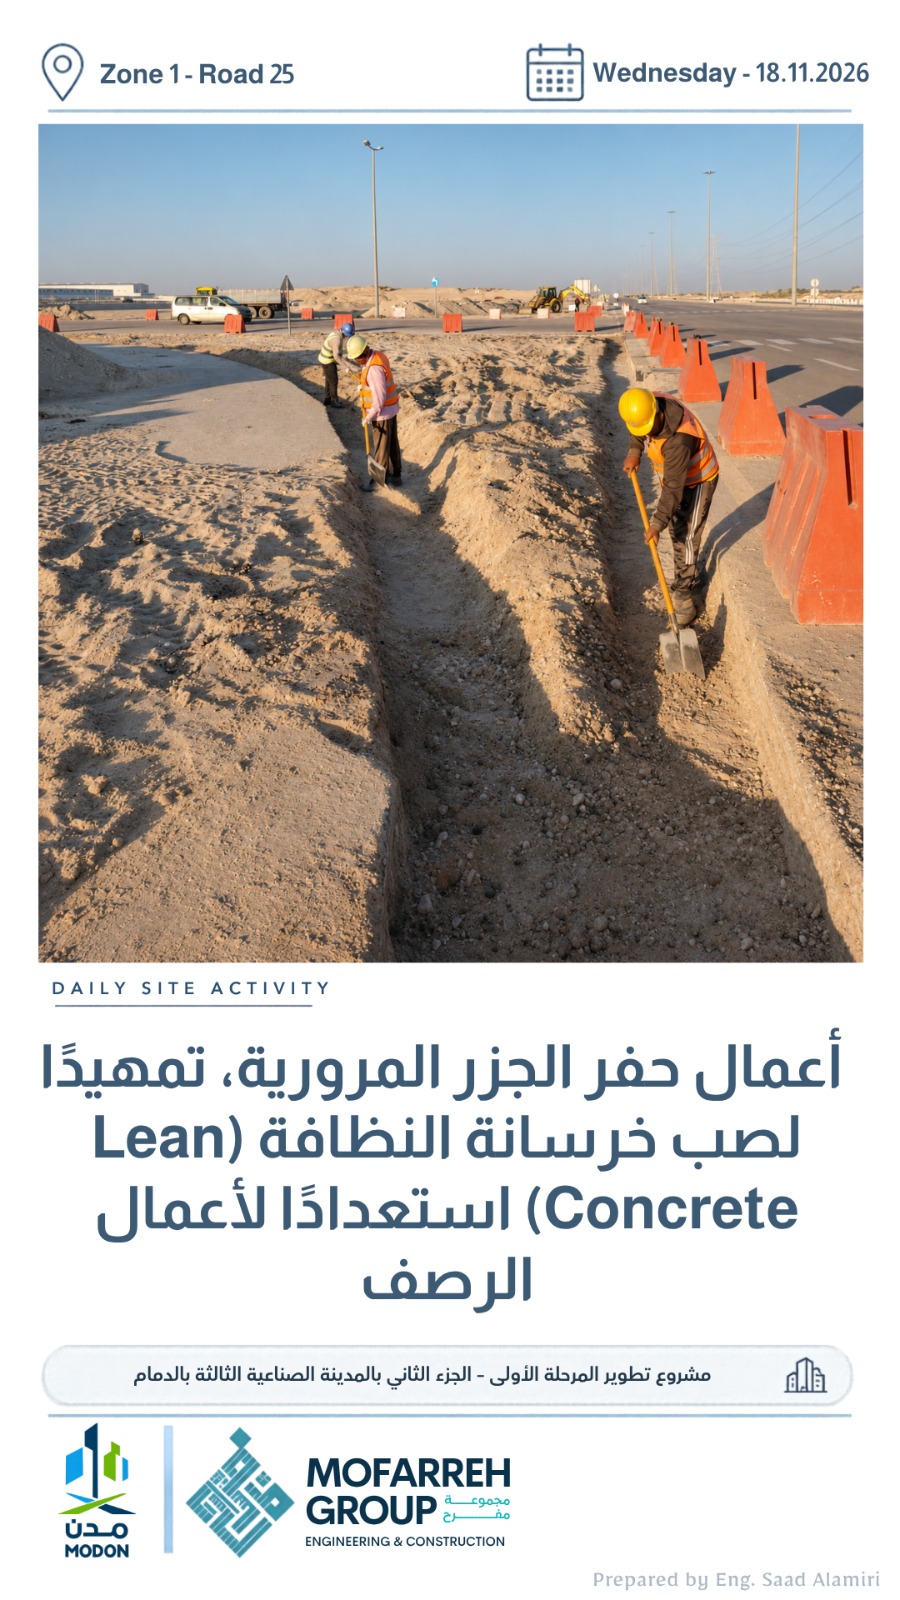 Zone 1 - Road 25
Wednesday - 18.11.2026
DAILY SITE ACTIVITY
أعمال حفر الجزر المرورية، تمهيدًا
لصب خرسانة النظافة (Lean
Concrete) استعدادًا لأعمال
الرصف
مشروع تطوير المرحلة الأولى - الجزء الثاني بالمدينة الصناعية الثالثة بالدمام
مدن
MODON
MOFARREH
GROUP
مجموعة
مفرح
ENGINEERING & CONSTRUCTION
Prepared by Eng. Saad Alamiri